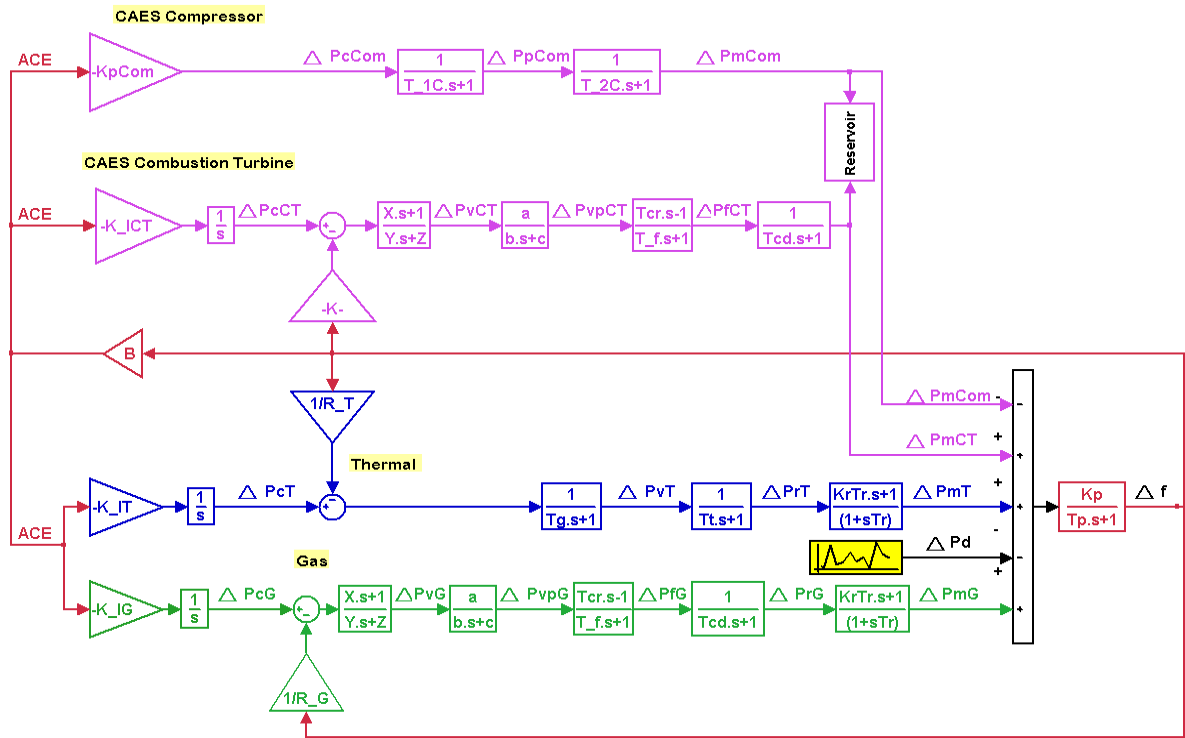 CAES Compressor
ACE
-KpCom
△ PcCom
1
T_1C.s+1
△ PpCom
1
T_2C.s+1
△ PmCom
Reservoir
CAES Combustion Turbine
ACE
-K_ICT
1
s
△ PcCT
+
-
X.s+1
Y.s+Z
△ PvCT
a
b.s+c
△ PvpCT
Tcr.s-1
T_f.s+1
△ PfCT
1
Tcd.s+1
-K-
B
1/R_T
△ PmCom
-
-
△ PmCT
+
+
Thermal
-K_IT
1
s
△ PcT
+
-
1
Tg.s+1
△ PvT
1
Tt.s+1
△ PrT
KrTr.s+1
(1+sTr)
△ PmT
+
+
Kp
Tp.s+1
△ f
ACE
△ Pd
-
-
Gas
-K_IG
1
s
△ PcG
+
-
X.s+1
Y.s+Z
△ PvG
a
b.s+c
△ PvpG
Tcr.s-1
T_f.s+1
△ PfG
1
Tcd.s+1
△ PrG
KrTr.s+1
(1+sTr)
△ PmG
+
+
1/R_G